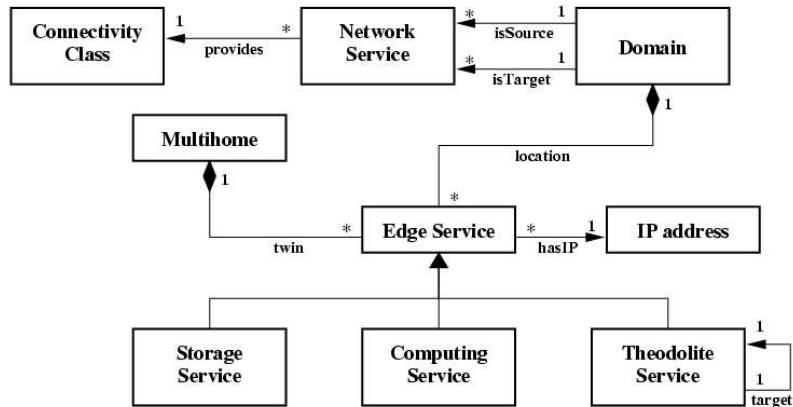 Connectivity
Class
1
*
provides
Network
Service
*
1
isSource
*
1
isTarget
Domain
1
Multihome
1
location
*
*
twin
Edge Service
*
1
hasIP
IP address
Storage
Service
Computing
Service
Theodolite
Service
1
1
target